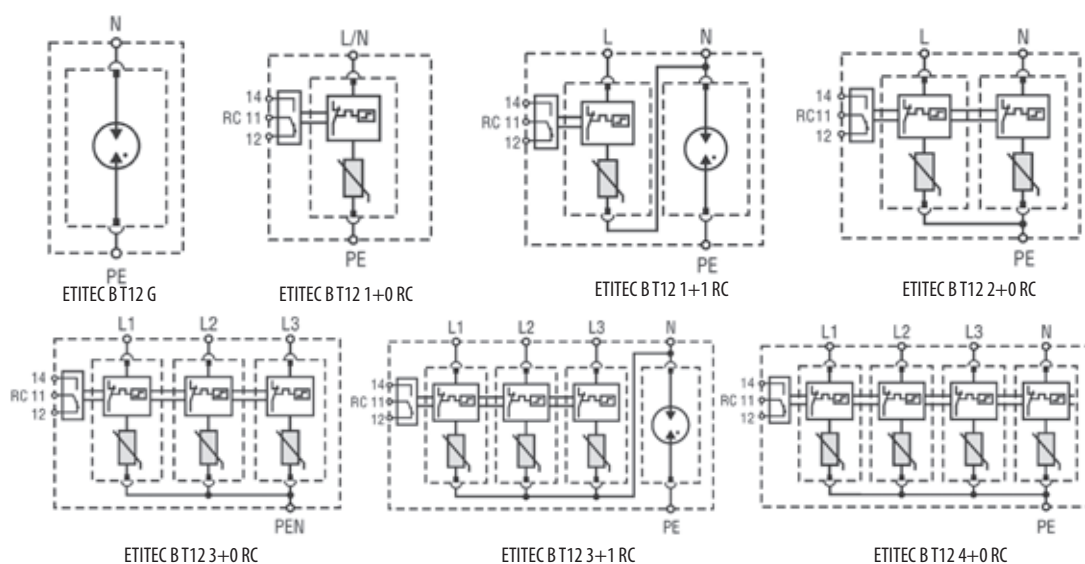 N
PE
ETITEC B T12 G
L/N
14
RC 11
12
PE
ETITEC B T12 1+0 RC
L N
14
RC 11
12
PE
ETITEC B T12 1+1 RC
L N
14
RC11
12
PE
ETITEC B T12 2+0 RC
L1 L2 L3
14
RC 11
12
PEN
ETITEC B T12 3+0 RC
L1 L2 L3 N
14
RC 11
12
PE
ETITEC B T12 3+1 RC
L1 L2 L3 N
14
RC 11
12
PE
ETITEC B T12 4+0 RC